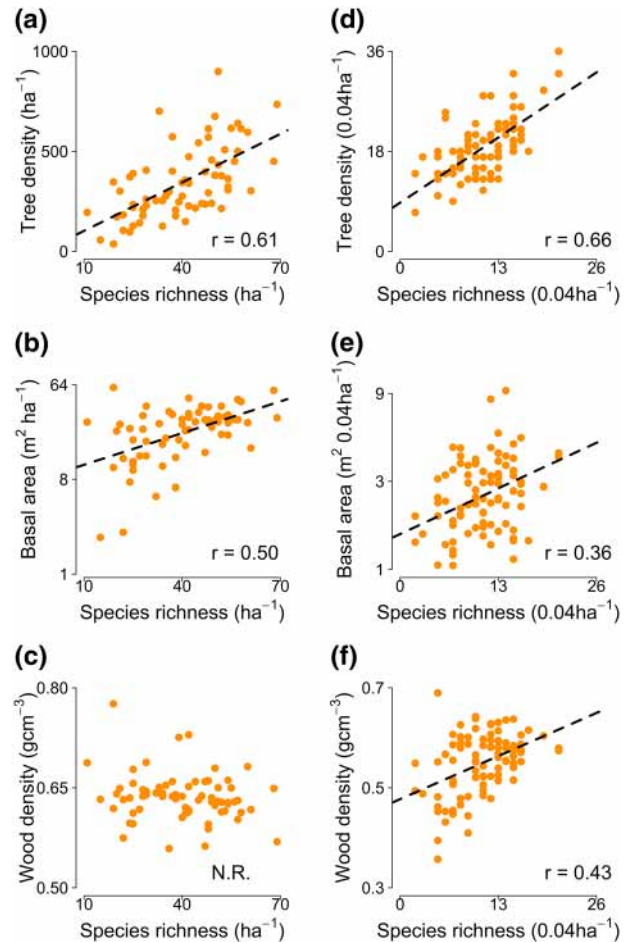 (a)
Tree density (ha⁻¹)
1000
500
0
r = 0.61
10 40 70
Species richness (ha⁻¹)
(d)
Tree density (0.04ha⁻¹)
36
18
0
r = 0.66
0 13 26
Species richness (0.04ha⁻¹)
(b)
Basal area (m² ha⁻¹)
64
8
1
r = 0.50
10 40 70
Species richness (ha⁻¹)
(e)
Basal area (m² 0.04ha⁻¹)
9
3
1
r = 0.36
0 13 26
Species richness (0.04ha⁻¹)
(c)
Wood density (gcm⁻³)
0.80
0.65
0.50
N.R.
10 40 70
Species richness (ha⁻¹)
(f)
Wood density (gcm⁻³)
0.7
0.5
0.3
r = 0.43
0 13 26
Species richness (0.04ha⁻¹)